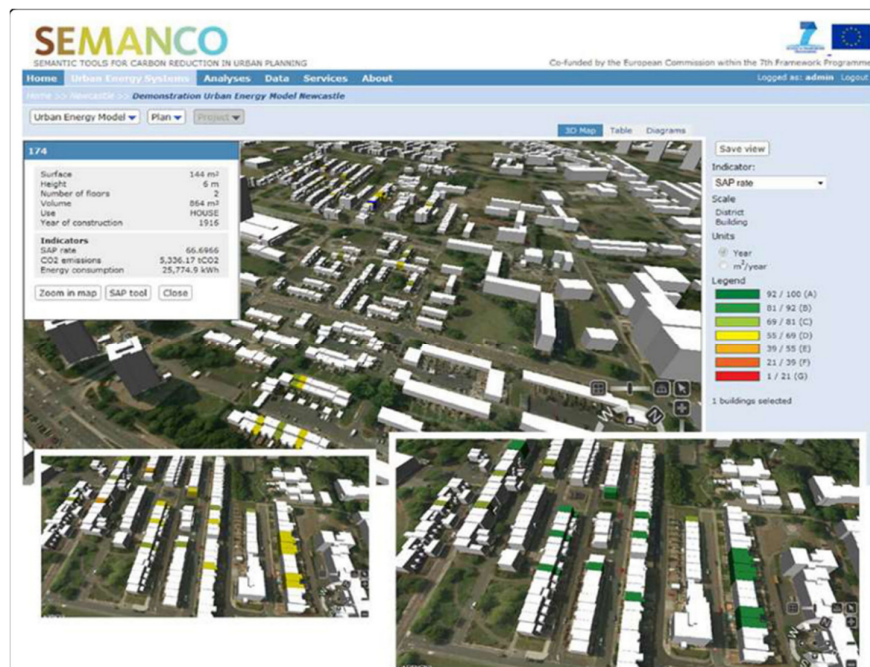 SEMANCO
SEMANTIC TOOLS FOR CARBON REDUCTION IN URBAN PLANNING
Co-funded by the European Commission within the 7th Framework Programme
Home Urban Energy Systems Analyses Data Services About
Logged as: admin Logout
Home >> Newcastle >> Demonstration Urban Energy Model Newcastle
Urban Energy Model Plan Project
3D Map Table Diagrams
174
Surface 144 m²
Height 6 m
Number of floors 2
Volume 864 m³
Use HOUSE
Year of construction 1916
Indicators
SAP rate 66.6966
CO2 emissions 5,336.17 tCO2
Energy consumption 25,774.9 kWh
Zoom in map SAP tool Close
Save view
Indicator:
SAP rate
Scale
District
Building
Units
Year
m²/year
Legend
92 / 100 (A)
81 / 92 (B)
69 / 81 (C)
55 / 69 (D)
39 / 55 (E)
21 / 39 (F)
1 / 21 (G)
1 buildings selected
W
N